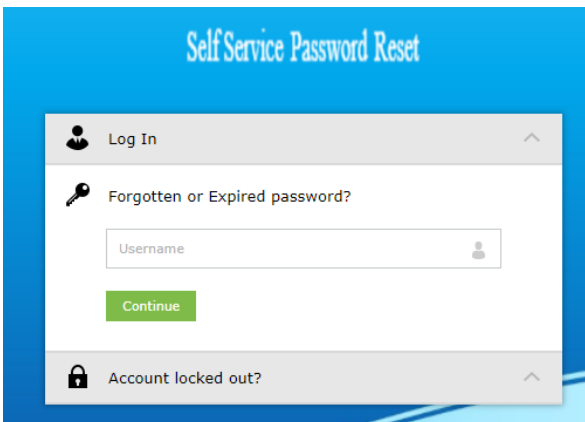 Self Service Password Reset
Log In
Forgotten or Expired password?
Username
Continue
Account locked out?